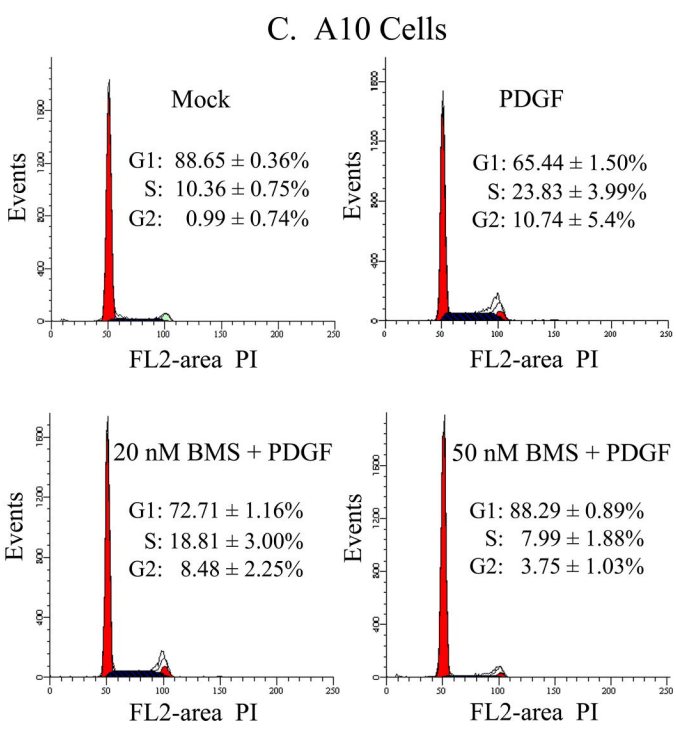 C. A10 Cells
Mock
G1: 88.65 ± 0.36%
S: 10.36 ± 0.75%
G2: 0.99 ± 0.74%
Events
400
800
1200
1600
0
0 50 100 150 200 250
FL2-area PI
PDGF
G1: 65.44 ± 1.50%
S: 23.83 ± 3.99%
G2: 10.74 ± 5.4%
Events
0
400
800
1200
1600
0 50 100 150 200 250
FL2-area PI
20 nM BMS + PDGF
G1: 72.71 ± 1.16%
S: 18.81 ± 3.00%
G2: 8.48 ± 2.25%
Events
0
400
800
1200
1600
0 50 100 150 200 250
FL2-area PI
50 nM BMS + PDGF
G1: 88.29 ± 0.89%
S: 7.99 ± 1.88%
G2: 3.75 ± 1.03%
Events
0
400
800
1200
1600
0 50 100 150 200 250
FL2-area PI